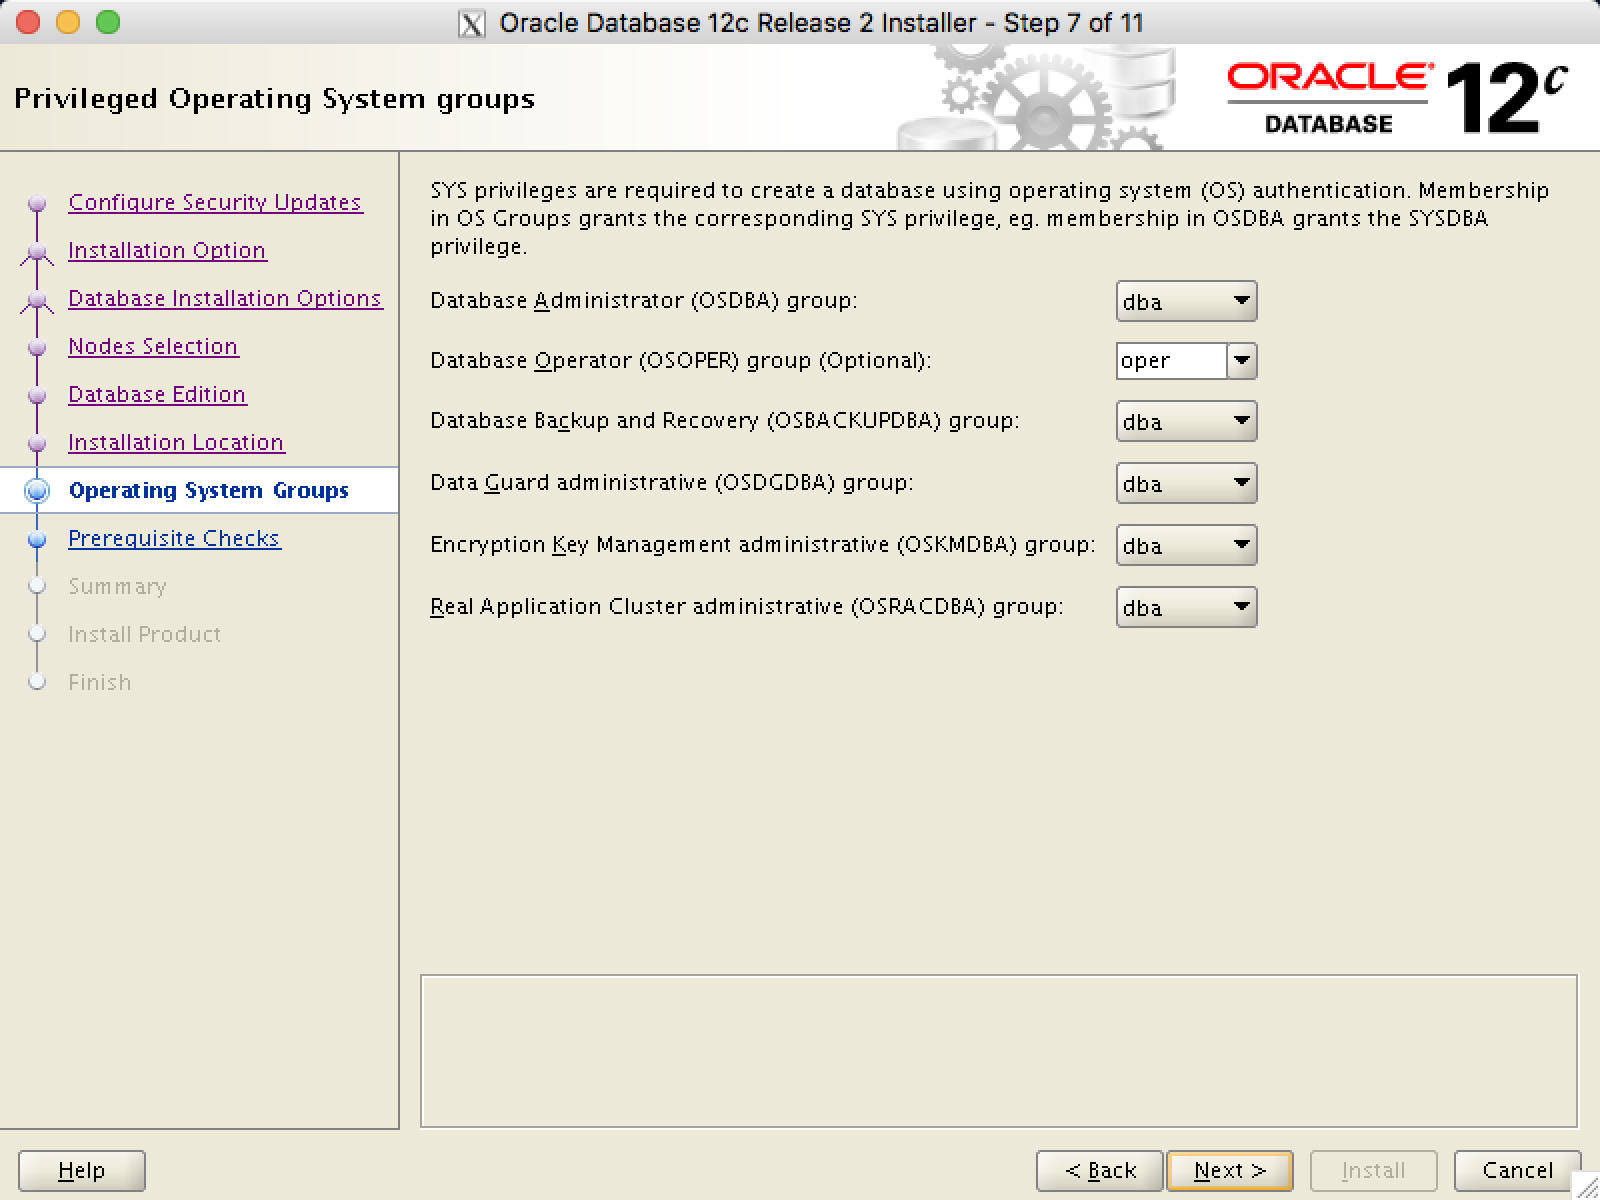 Oracle Database 12c Release 2 Installer - Step 7 of 11
Privileged Operating System groups
ORACLE
DATABASE
12c
Configure Security Updates
Installation Option
Database Installation Options
Nodes Selection
Database Edition
Installation Location
Operating System Groups
Prerequisite Checks
Summary
Install Product
Finish
SYS privileges are required to create a database using operating system (OS) authentication. Membership
in OS Groups grants the corresponding SYS privilege, eg. membership in OSDBA grants the SYSDBA
privilege.
Database Administrator (OSDBA) group: dba
Database Operator (OSOPER) group (Optional): oper
Database Backup and Recovery (OSBACKUPDBA) group: dba
Data Guard administrative (OSDGDBA) group: dba
Encryption Key Management administrative (OSKMDBA) group: dba
Real Application Cluster administrative (OSRACDBA) group: dba
Help < Back Next > Install Cancel